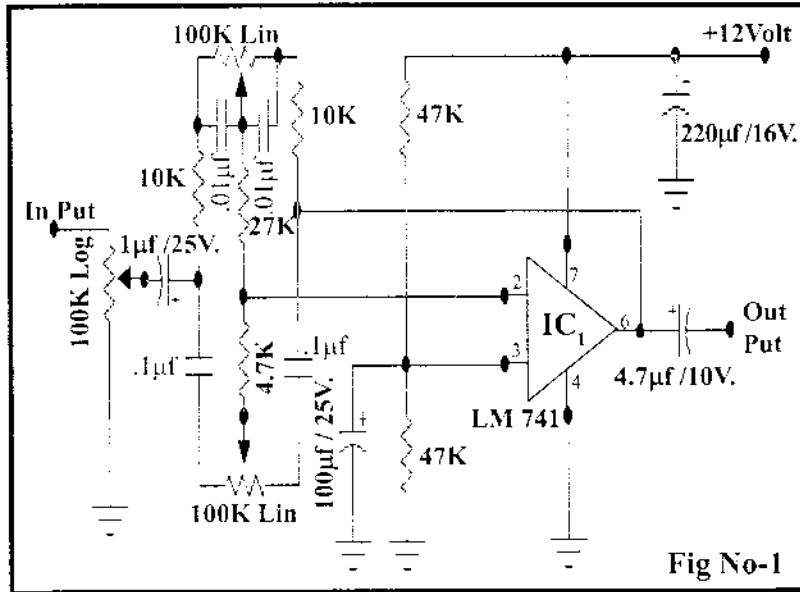 100K Lin
+12Volt
10K
47K
220μf /16V.
10K
.01μf
.01μf
27K
In Put
1μf /25V.
+
100K Log
2
7
IC1
6
+
Out
Put
3
4
4.7μf /10V.
.1μf
4.7K
.1μf
LM 741
+
100μf / 25V.
47K
100K Lin
Fig No-1